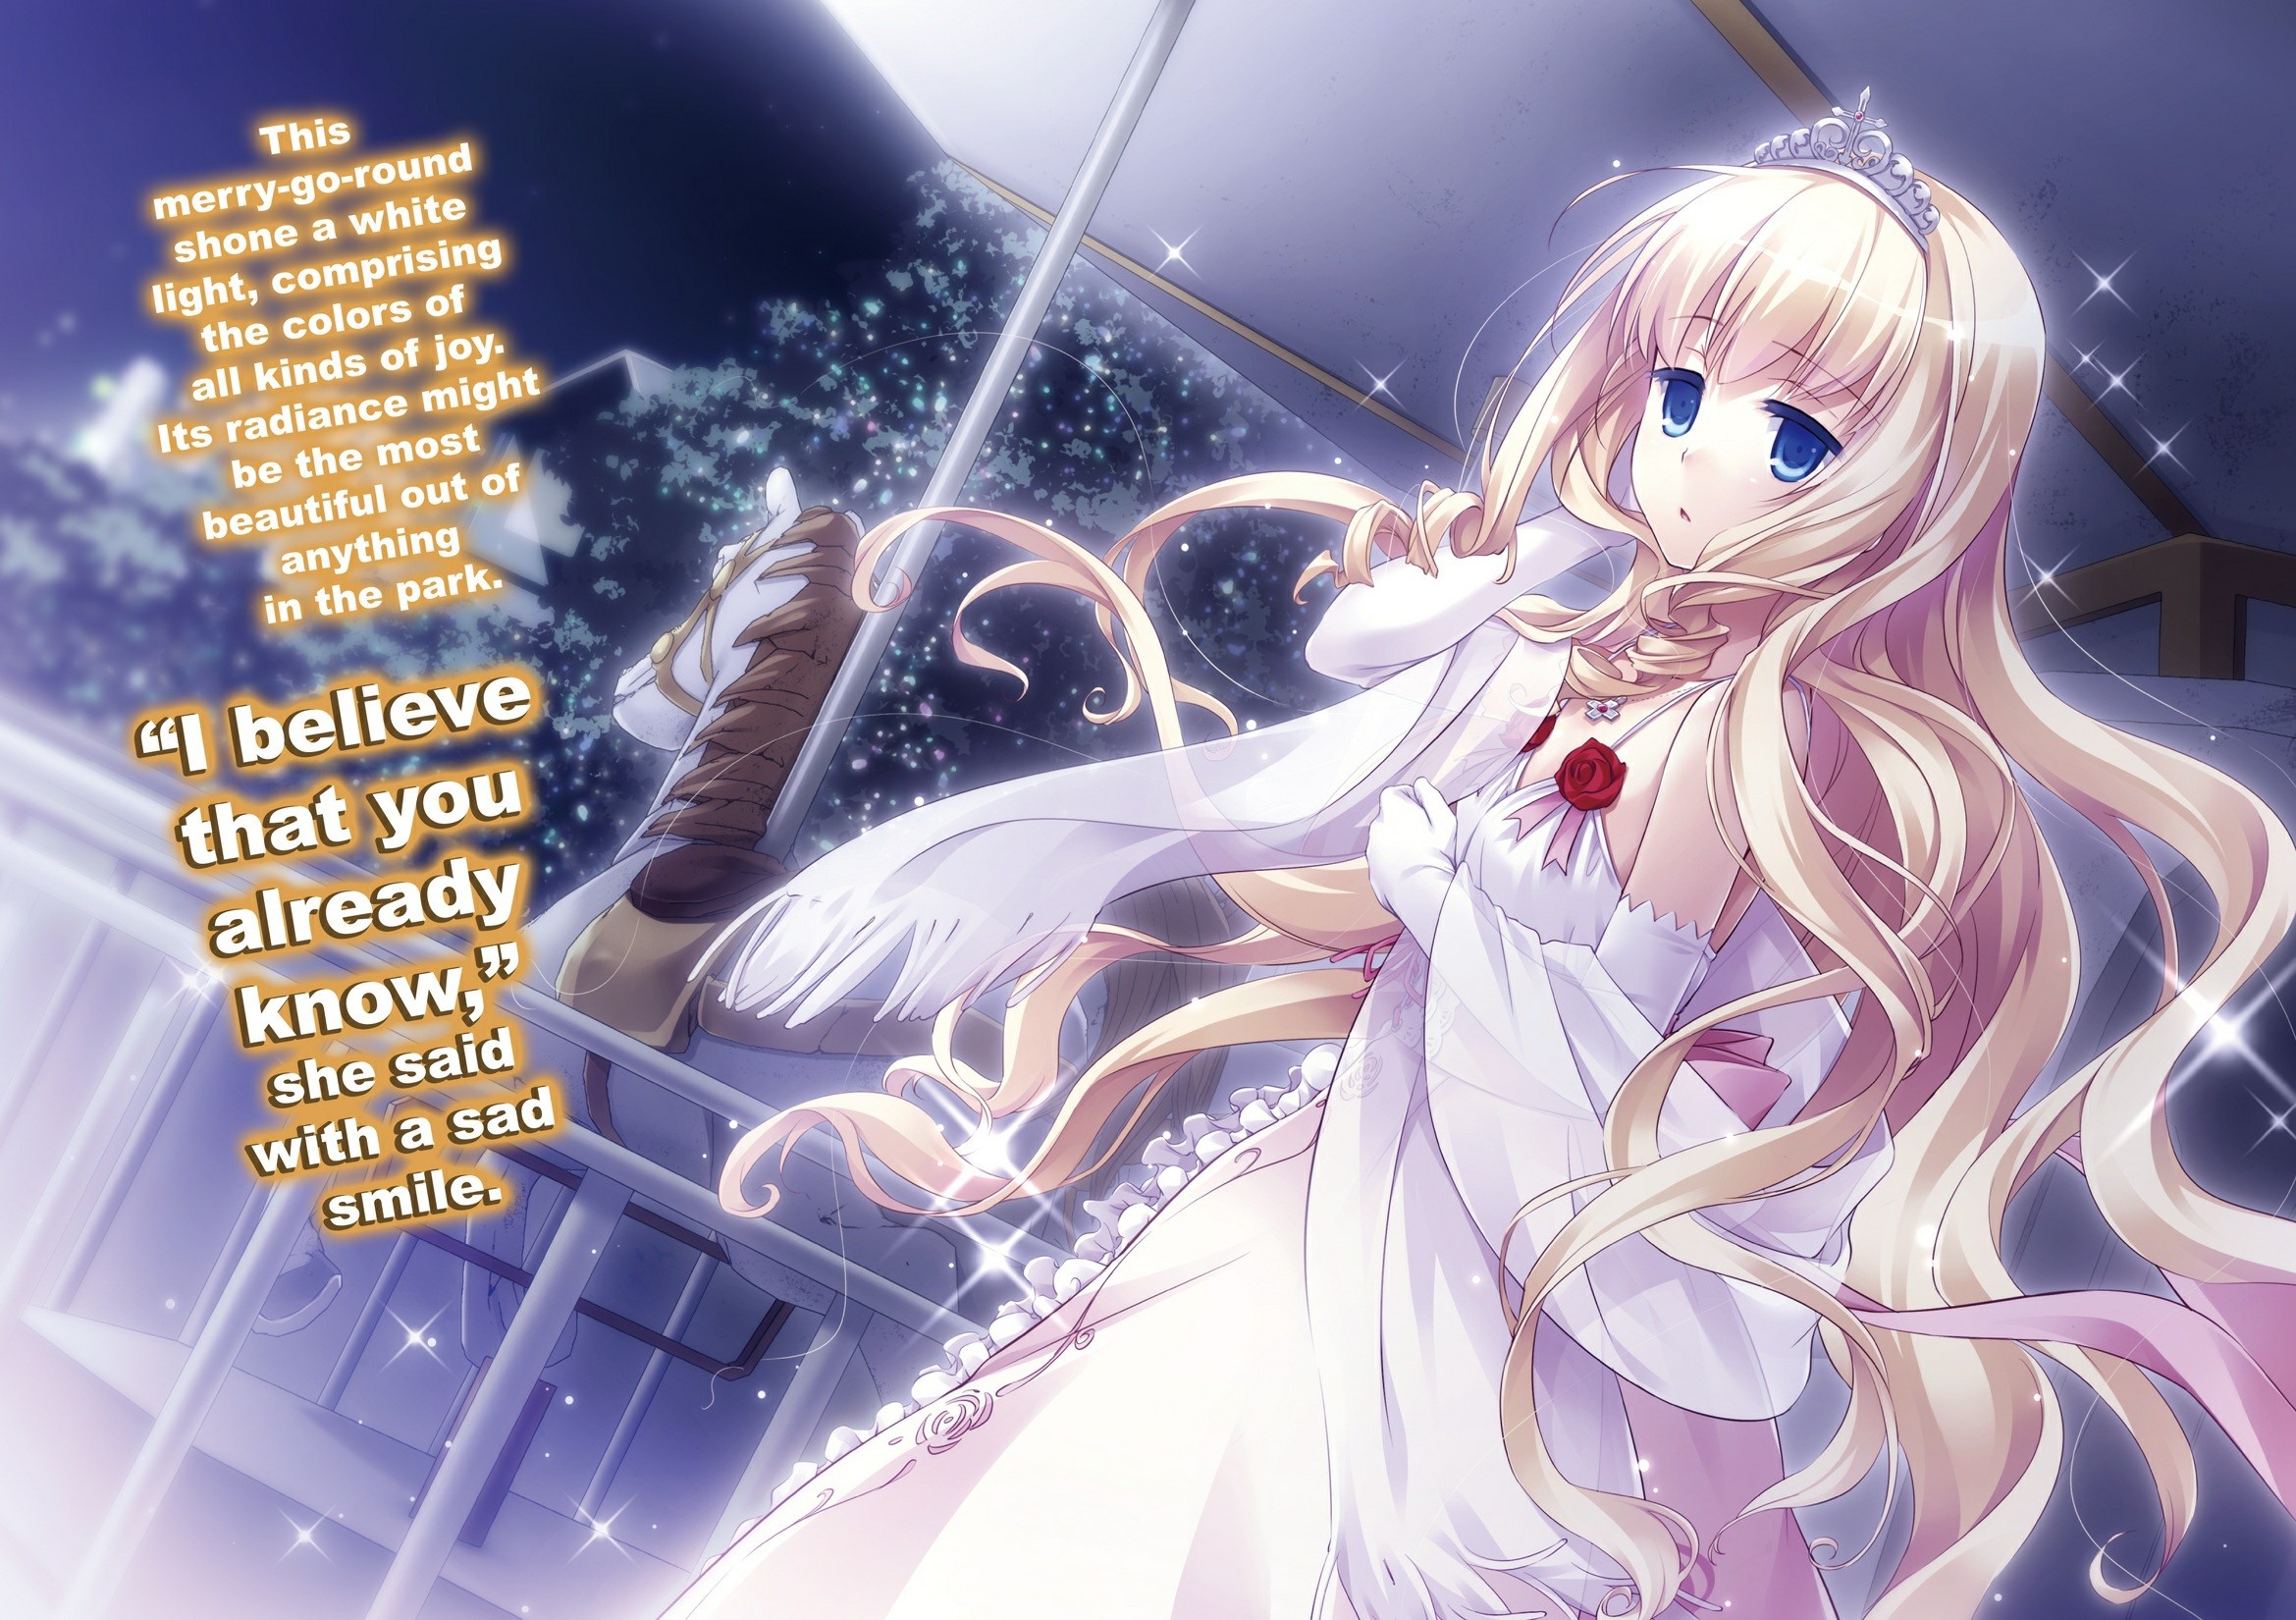 This
merry-go-round
shone a white
light, comprising
the colors of
all kinds of joy.
Its radiance might
be the most
beautiful out of
anything
in the park.
“I believe
that you
already
know,”
she said
with a sad
smile.